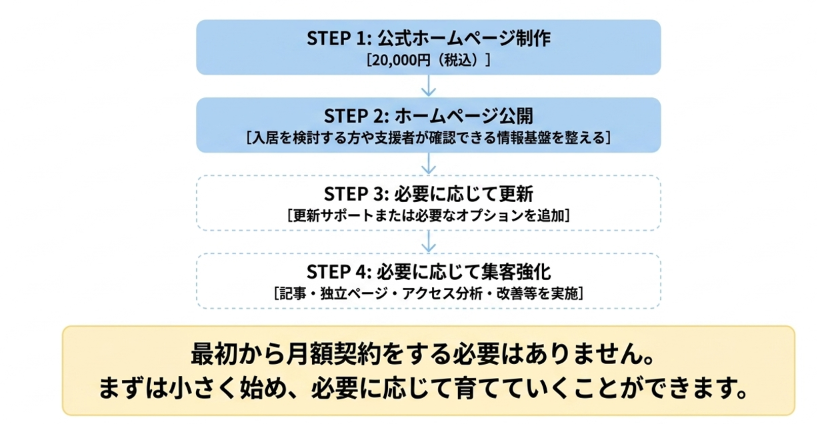 STEP 1: 公式ホームページ制作
［20,000円（税込）］
STEP 2: ホームページ公開
［入居を検討する方や支援者が確認できる情報基盤を整える］
STEP 3: 必要に応じて更新
［更新サポートまたは必要なオプションを追加］
STEP 4: 必要に応じて集客強化
［記事・独立ページ・アクセス分析・改善等を実施］
最初から月額契約をする必要はありません。
まずは小さく始め、必要に応じて育てていくことができます。